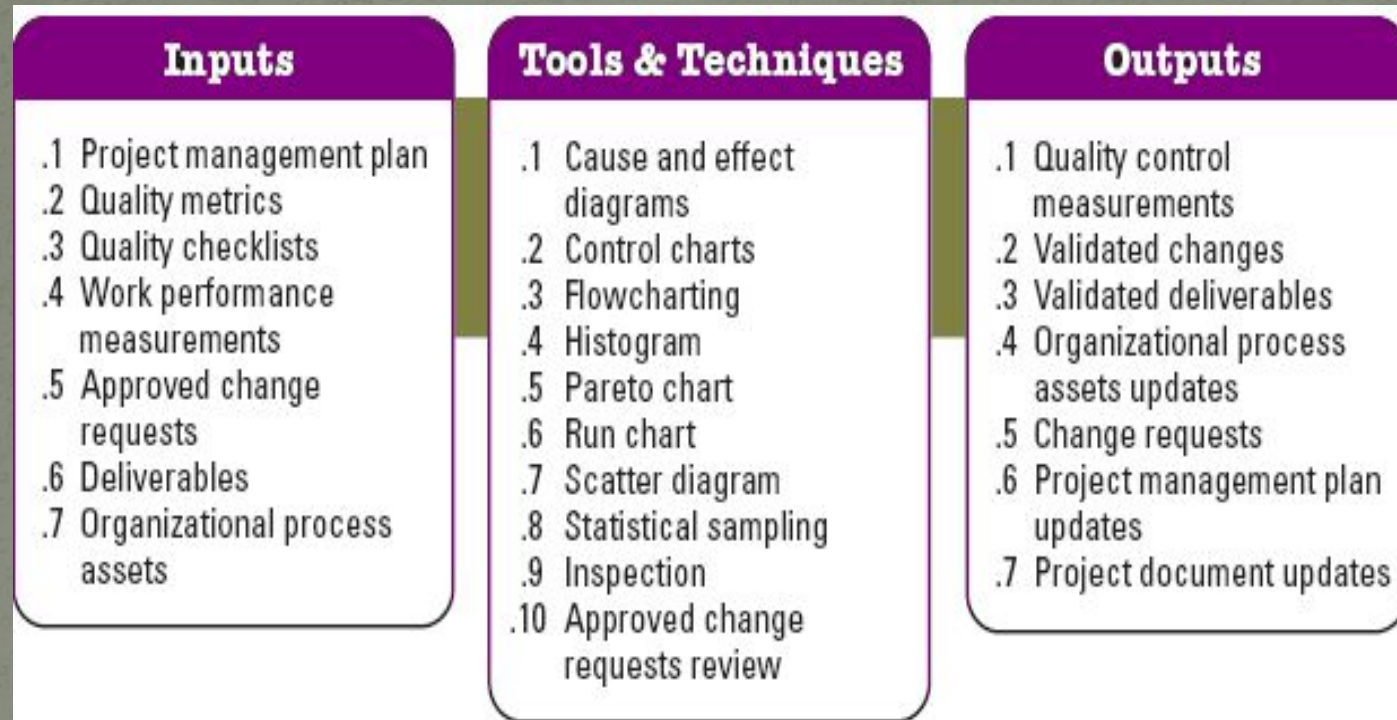 Inputs
.1 Project management plan
.2 Quality metrics
.3 Quality checklists
.4 Work performance
measurements
.5 Approved change
requests
.6 Deliverables
.7 Organizational process
assets
Tools & Techniques
.1 Cause and effect
diagrams
.2 Control charts
.3 Flowcharting
.4 Histogram
.5 Pareto chart
.6 Run chart
.7 Scatter diagram
.8 Statistical sampling
.9 Inspection
.10 Approved change
requests review
Outputs
.1 Quality control
measurements
.2 Validated changes
.3 Validated deliverables
.4 Organizational process
assets updates
.5 Change requests
.6 Project management plan
updates
.7 Project document updates